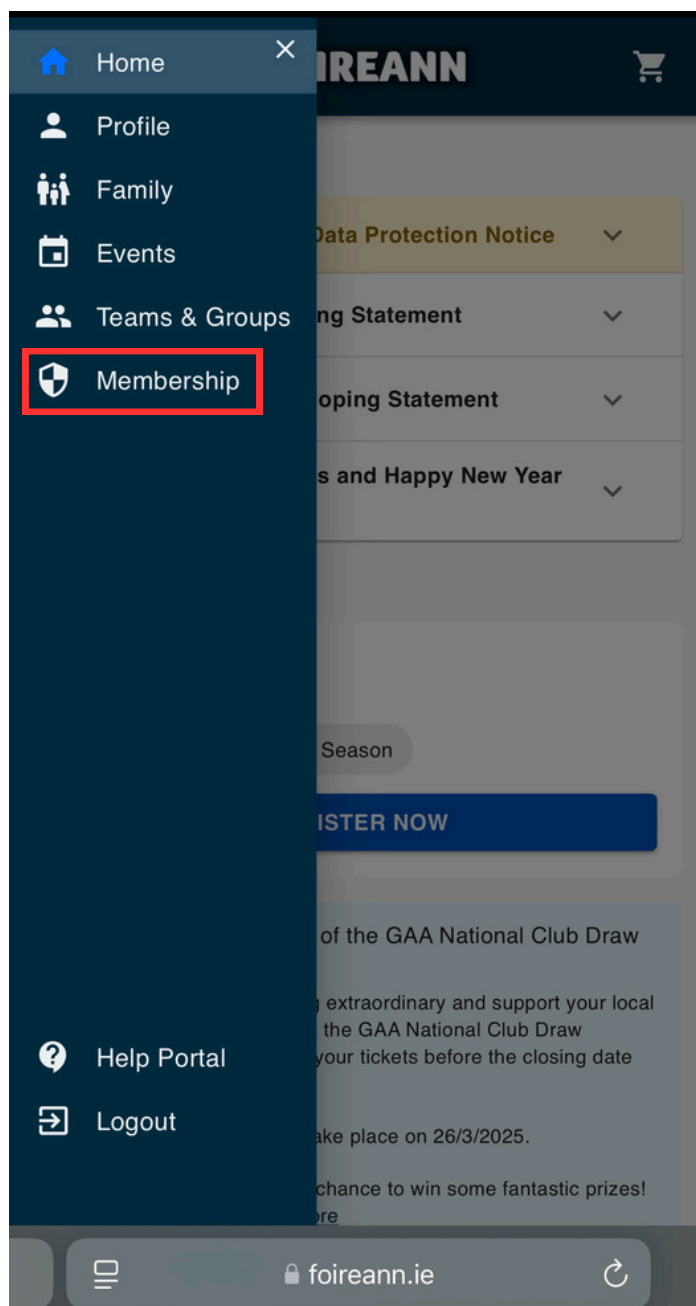 Home
IREANN
Profile
Family
Data Protection Notice
Events
Teams & Groups
ng Statement
Membership
oping Statement
s and Happy New Year
Season
ISTER NOW
of the GAA National Club Draw
extraordinary and support your local
the GAA National Club Draw
Help Portal
your tickets before the closing date
Logout
ake place on 26/3/2025.
chance to win some fantastic prizes!
ore
foireann.ie